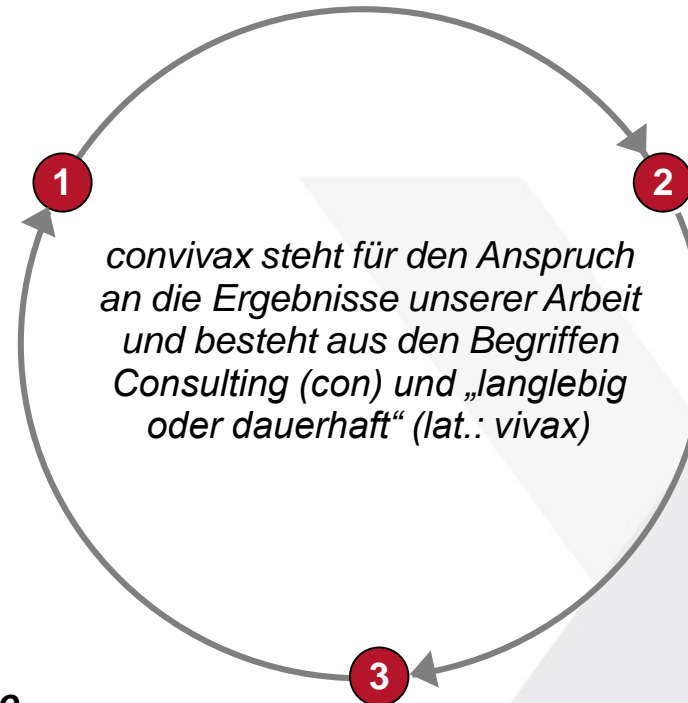 1
2
convivax steht für den Anspruch
an die Ergebnisse unserer Arbeit
und besteht aus den Begriffen
Consulting (con) und „langlebig
oder dauerhaft“ (lat.: vivax)
3